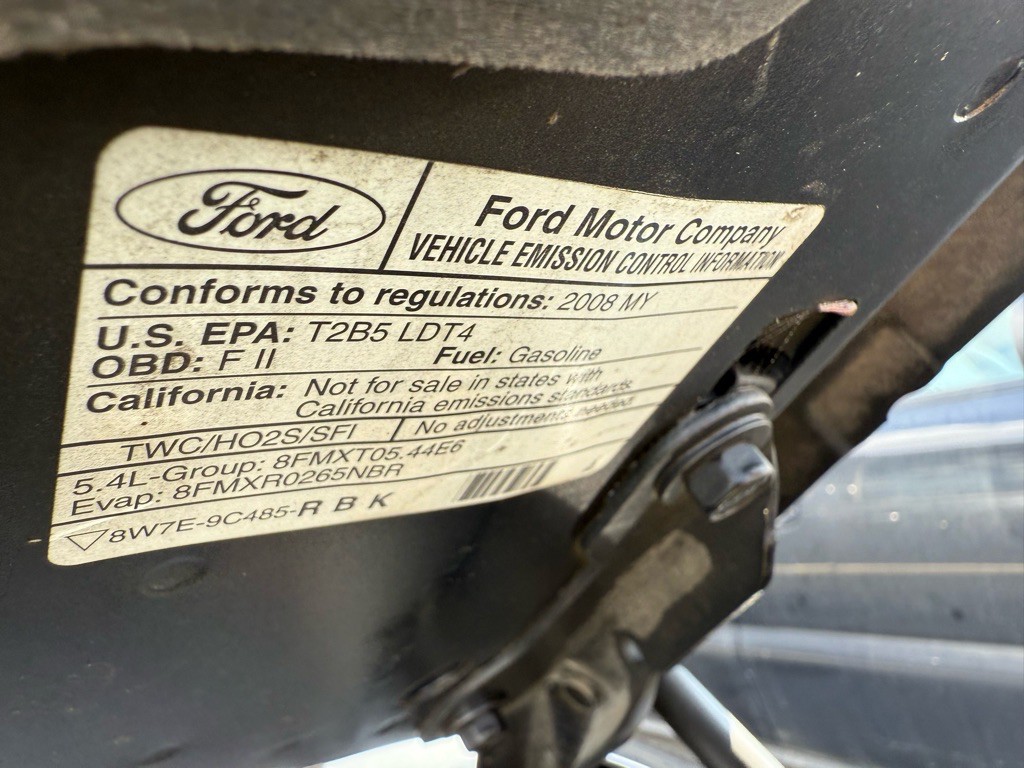 Ford
Ford Motor Company
VEHICLE EMISSION CONTROL INFORMATION
Conforms to regulations: 2008 MY
U.S. EPA: T2B5 LDT4
OBD: F II Fuel: Gasoline
California: Not for sale in states with
California emissions standards.
TWC/HO2S/SFI No adjustments needed.
5.4L-Group: 8FMXT05.44E6
Evap: 8FMXR0265NBR
8W7E-9C485-R B K